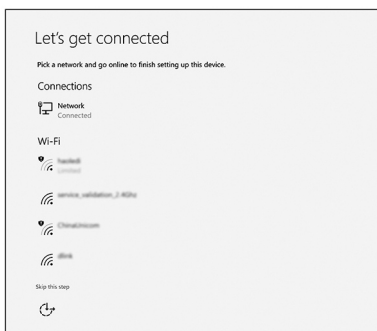 Let's get connected
Pick a network and go online to finish setting up this device.
Connections
Network
Connected
Wi-Fi
Limited
service_validation_2.4Ghz
ChinaUnicom
dlink
Skip this step